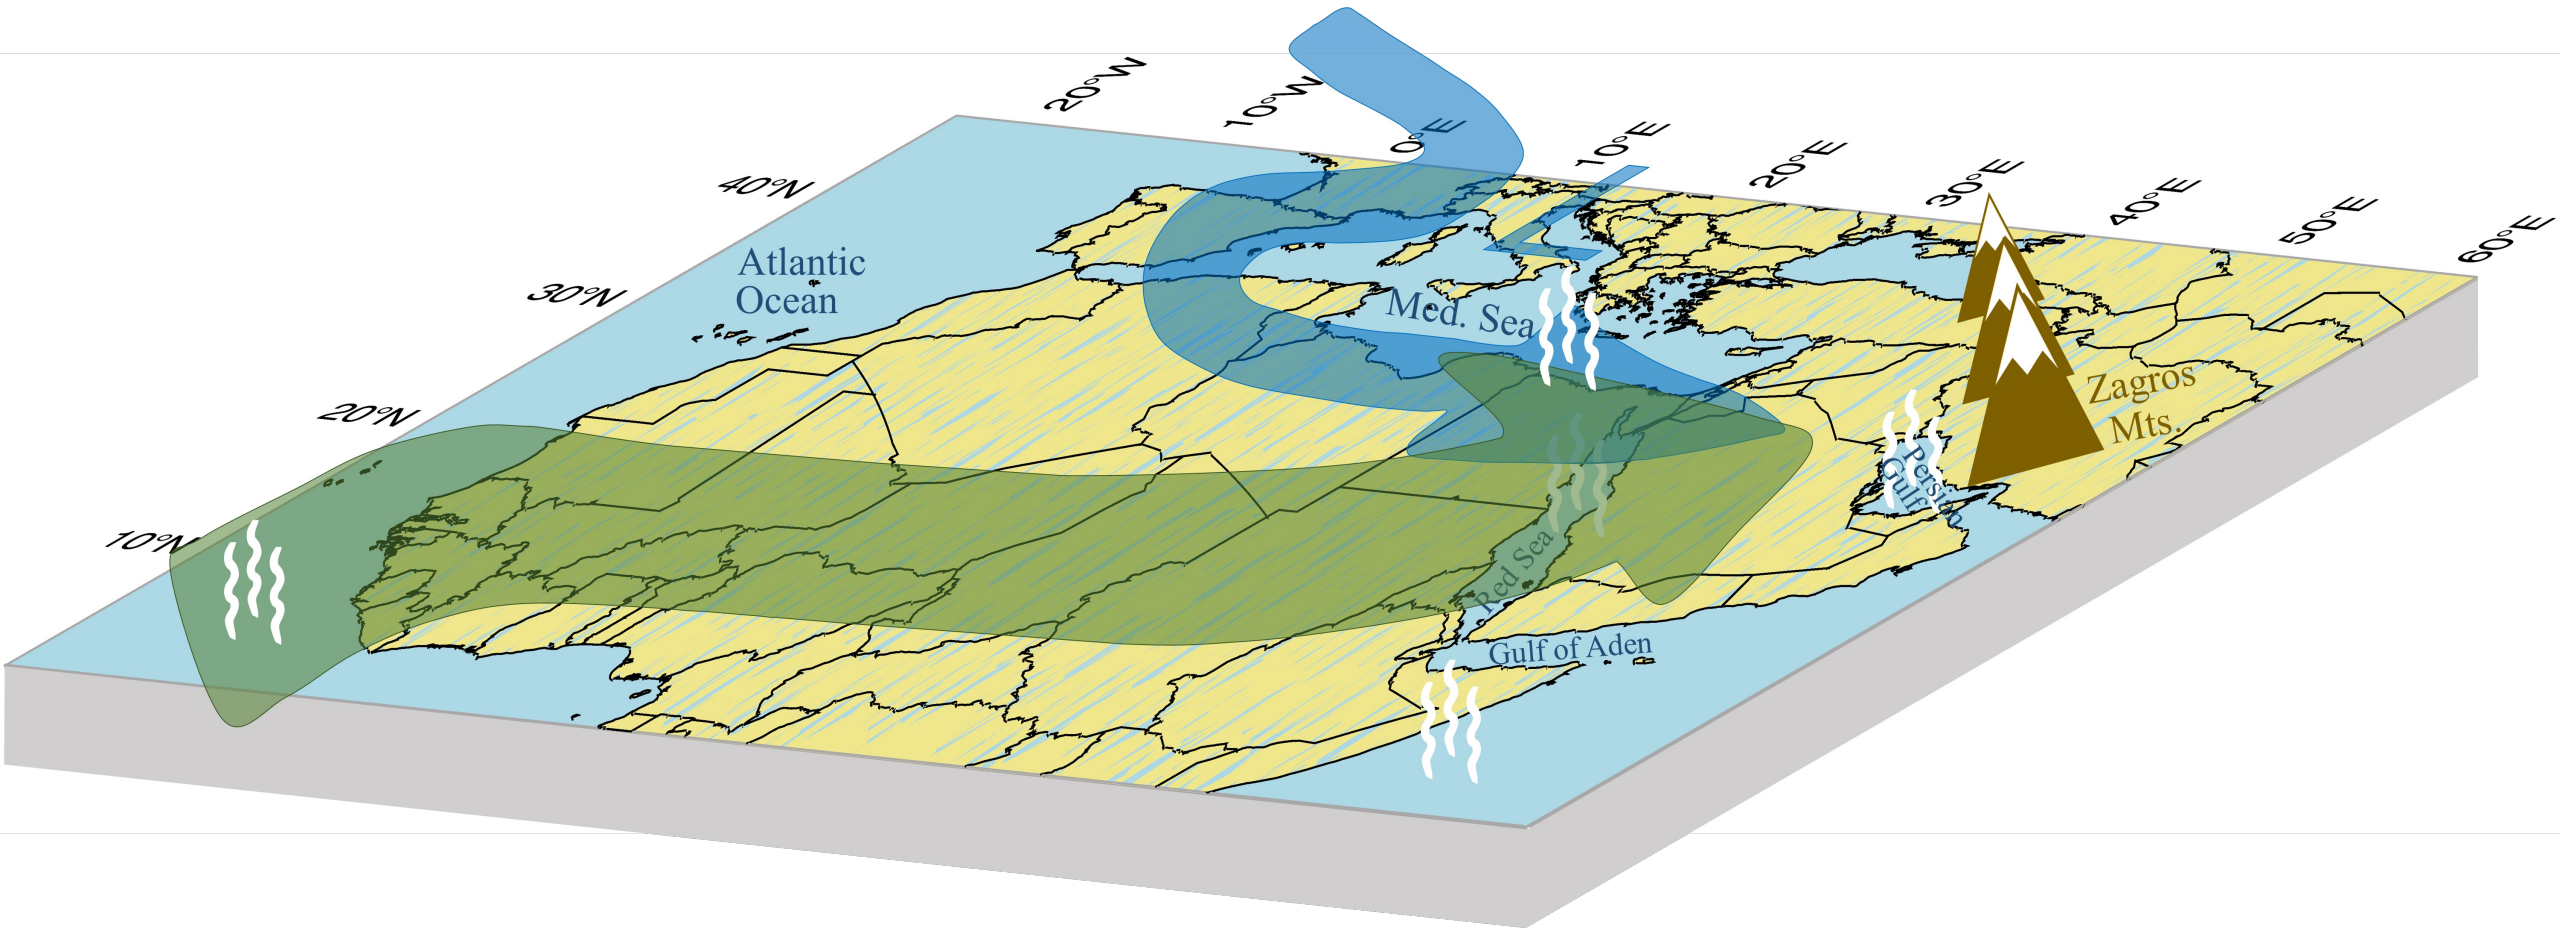 20°W
10°W
0°E
10°E
20°E
30°E
40°E
50°E
60°E
40°N
30°N
20°N
10°N
Atlantic
Ocean
Med. Sea
L
Zagros
Mts.
Persian
Gulf
Red Sea
Gulf of Aden